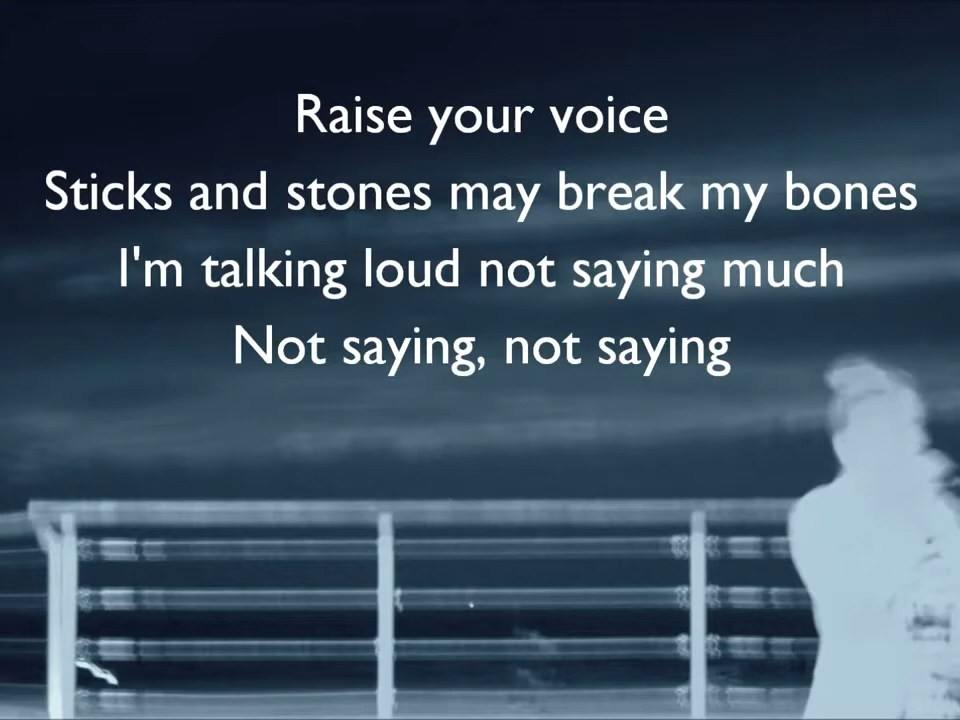 Raise your voice
Sticks and stones may break my bones
I'm talking loud not saying much
Not saying, not saying